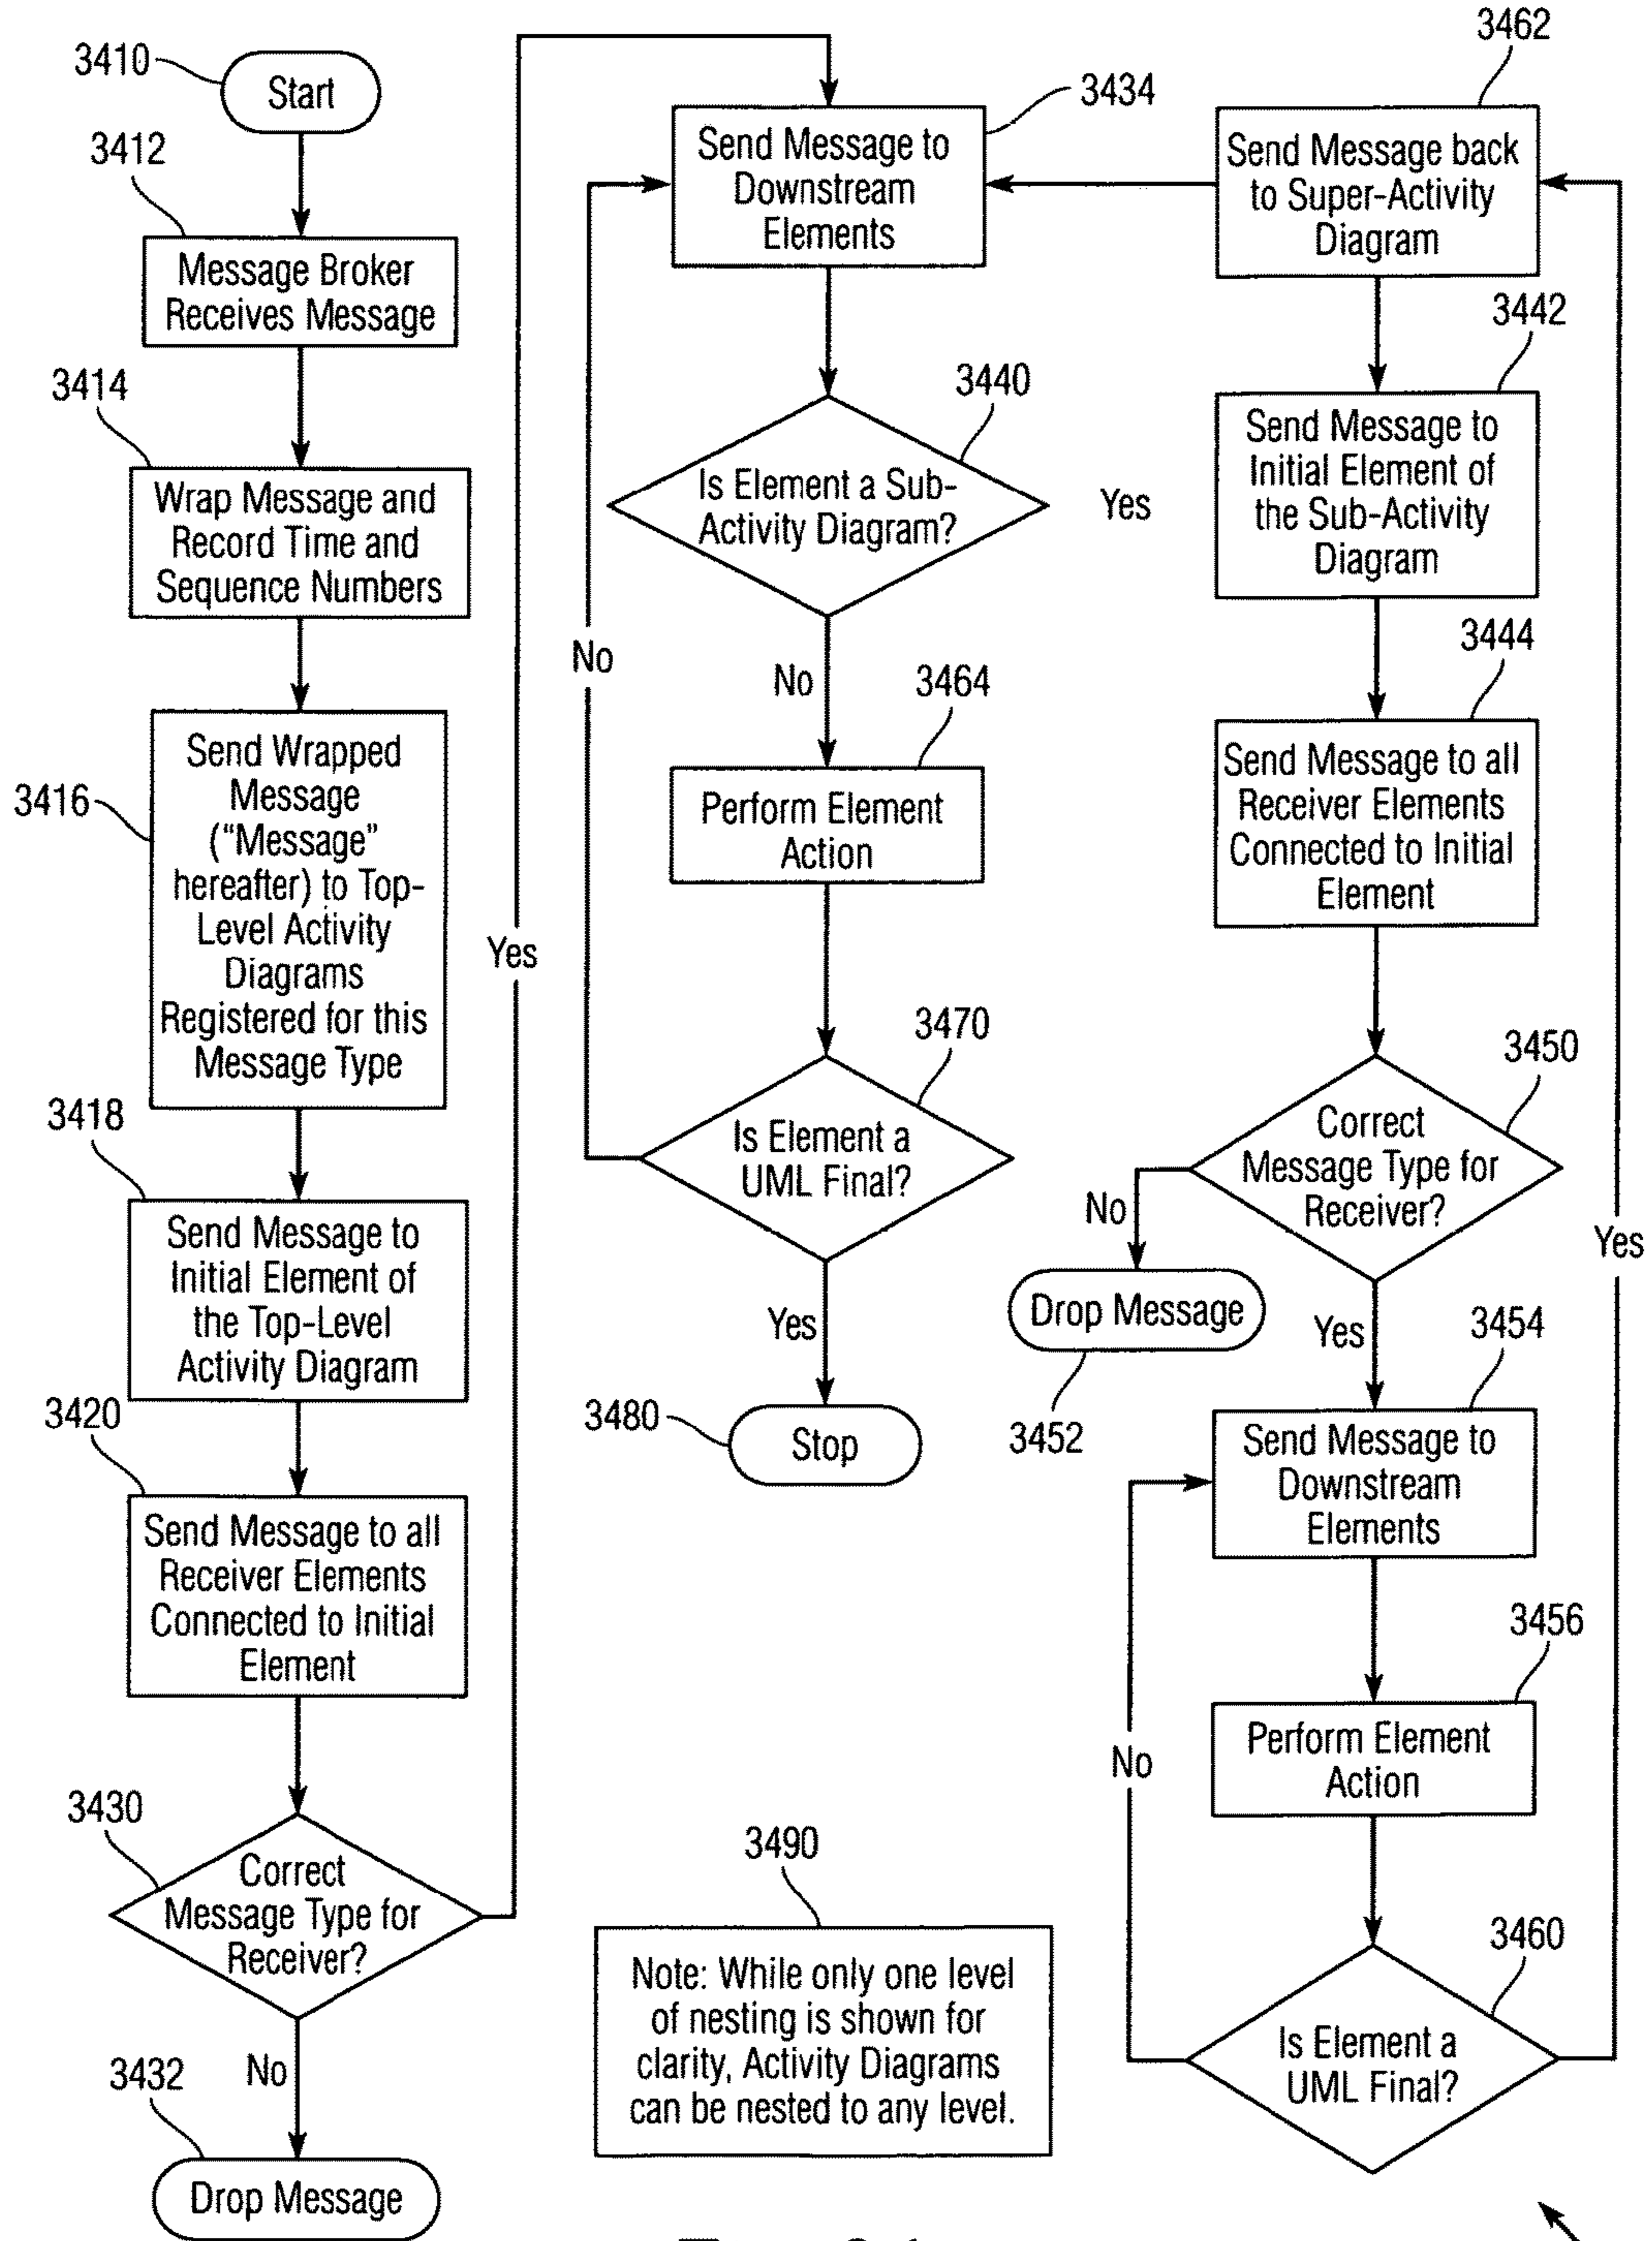 3410
Start
3412
Message Broker
Receives Message
3414
Wrap Message and
Record Time and
Sequence Numbers
3416
Send Wrapped
Message
("Message"
hereafter) to Top-
Level Activity
Diagrams
Registered for this
Message Type
3418
Send Message to
Initial Element of
the Top-Level
Activity Diagram
3420
Send Message to all
Receiver Elements
Connected to Initial
Element
3430
Correct
Message Type for
Receiver?
No
3432
Drop Message
Yes
3434
Send Message to
Downstream
Elements
3440
Is Element a Sub-
Activity Diagram?
Yes
No
No
3464
Perform Element
Action
3470
Is Element a
UML Final?
Yes
3480
Stop
3490
Note: While only one level
of nesting is shown for
clarity, Activity Diagrams
can be nested to any level.
3462
Send Message back
to Super-Activity
Diagram
3442
Send Message to
Initial Element of
the Sub-Activity
Diagram
3444
Send Message to all
Receiver Elements
Connected to Initial
Element
3450
Correct
Message Type for
Receiver?
No
Drop Message
3452
Yes
3454
Send Message to
Downstream
Elements
3456
Perform Element
Action
No
3460
Is Element a
UML Final?
Yes